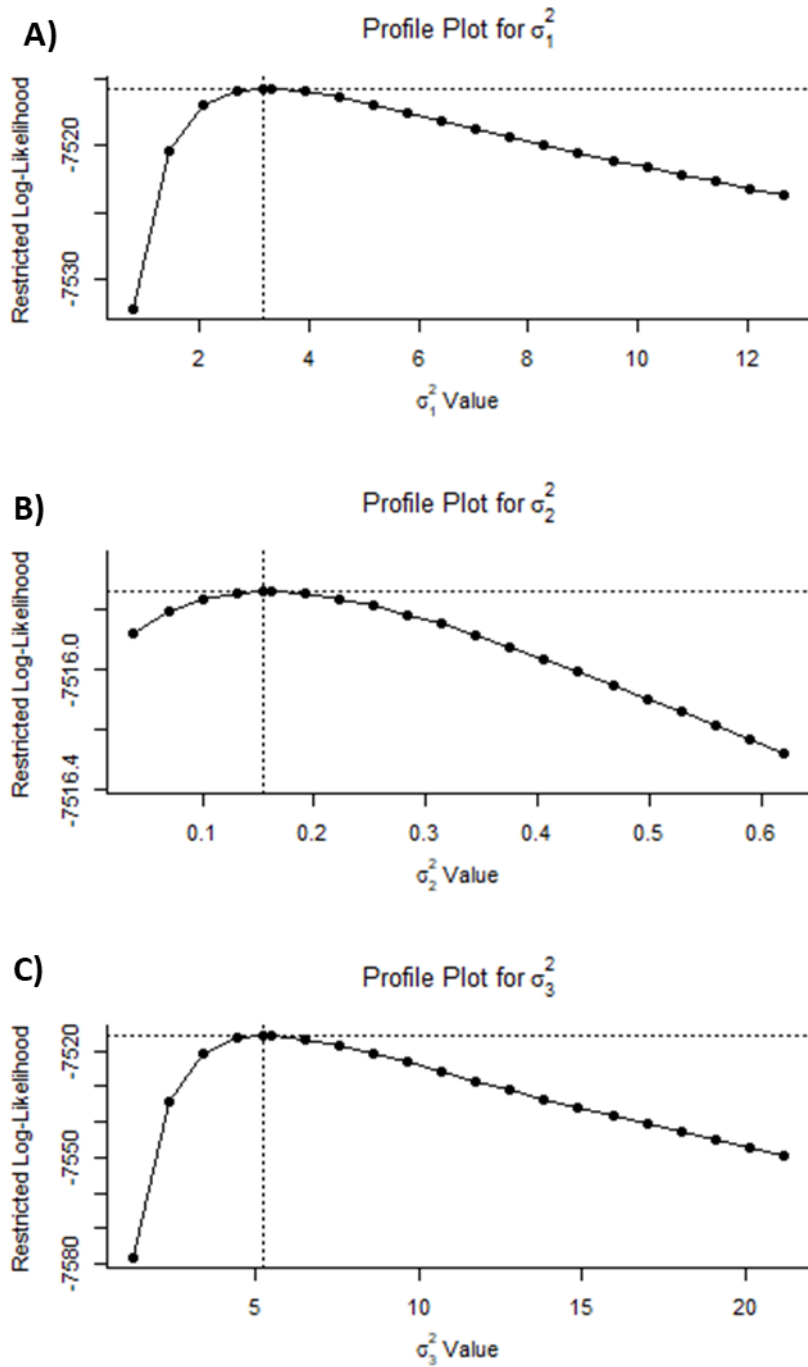 A)
Profile Plot for σ₁²
Restricted Log-Likelihood
-7520
-7530
2 4 6 8 10 12
σ₁² Value
B)
Profile Plot for σ₂²
Restricted Log-Likelihood
-7516.0
-7516.4
0.1 0.2 0.3 0.4 0.5 0.6
σ₂² Value
C)
Profile Plot for σ₃²
Restricted Log-Likelihood
-7520
-7550
-7580
5 10 15 20
σ₃² Value